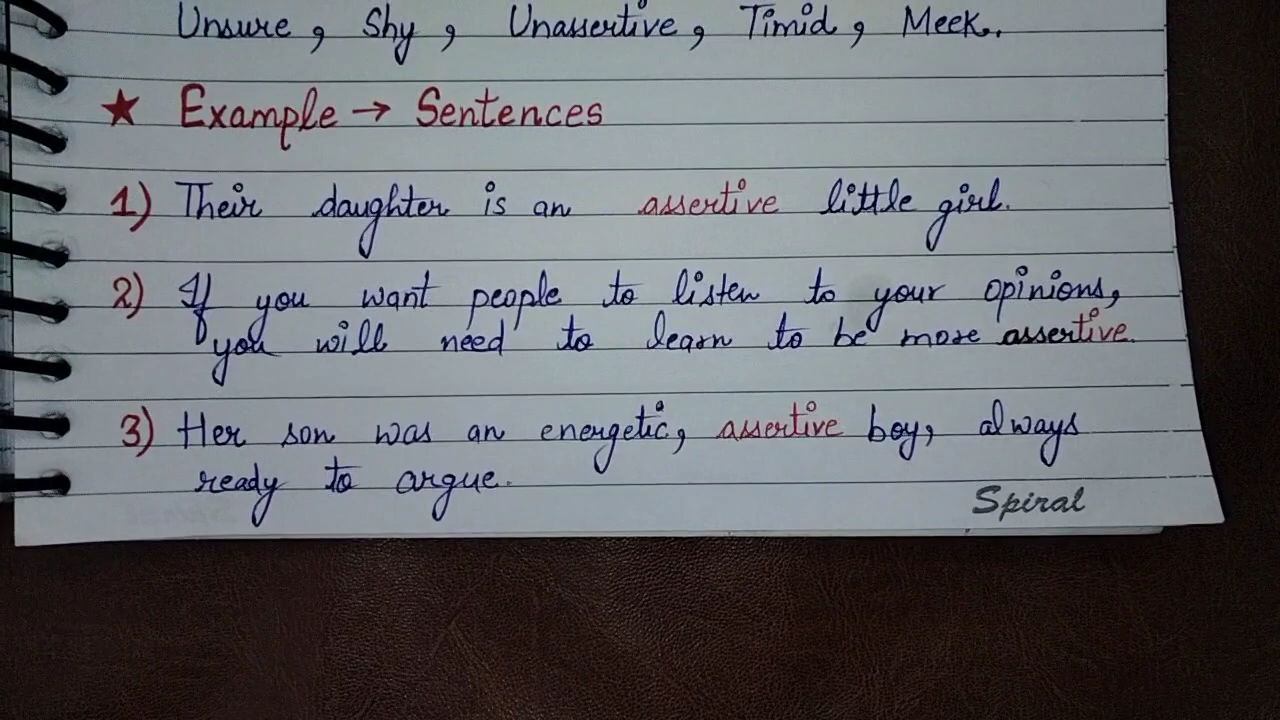 Unsure, Shy, Unassertive, Timid, Meek.
★ Example → Sentences
1) Their daughter is an assertive little girl.
2) If you want people to listen to your opinions,
you will need to learn to be more assertive.
3) Her son was an energetic, assertive boy, always
ready to argue.
Spiral